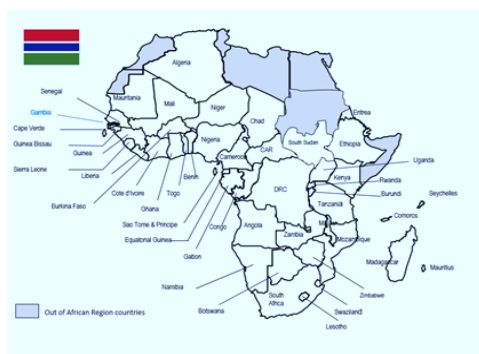 Algeria
Senegal
Mauritania
Mali
Niger
Chad
Eritrea
Gambia
Cape Verde
Guinea Bissau
Guinea
Sierra Leone
Liberia
Nigeria
Cameroon
CAR
South Sudan
Ethiopia
Uganda
Cote d'Ivoire
Togo
Benin
Burkina Faso
Ghana
Sao Tome & Principe
Equatorial Guinea
Gabon
Congo
DRC
Kenya
Rwanda
Burundi
Tanzania
Seychelles
Comoros
Angola
Zambia
Mozambique
Madagascar
Mauritius
Namibia
Botswana
South
Africa
Zimbabwe
Swaziland
Lesotho
Out of African Region countries